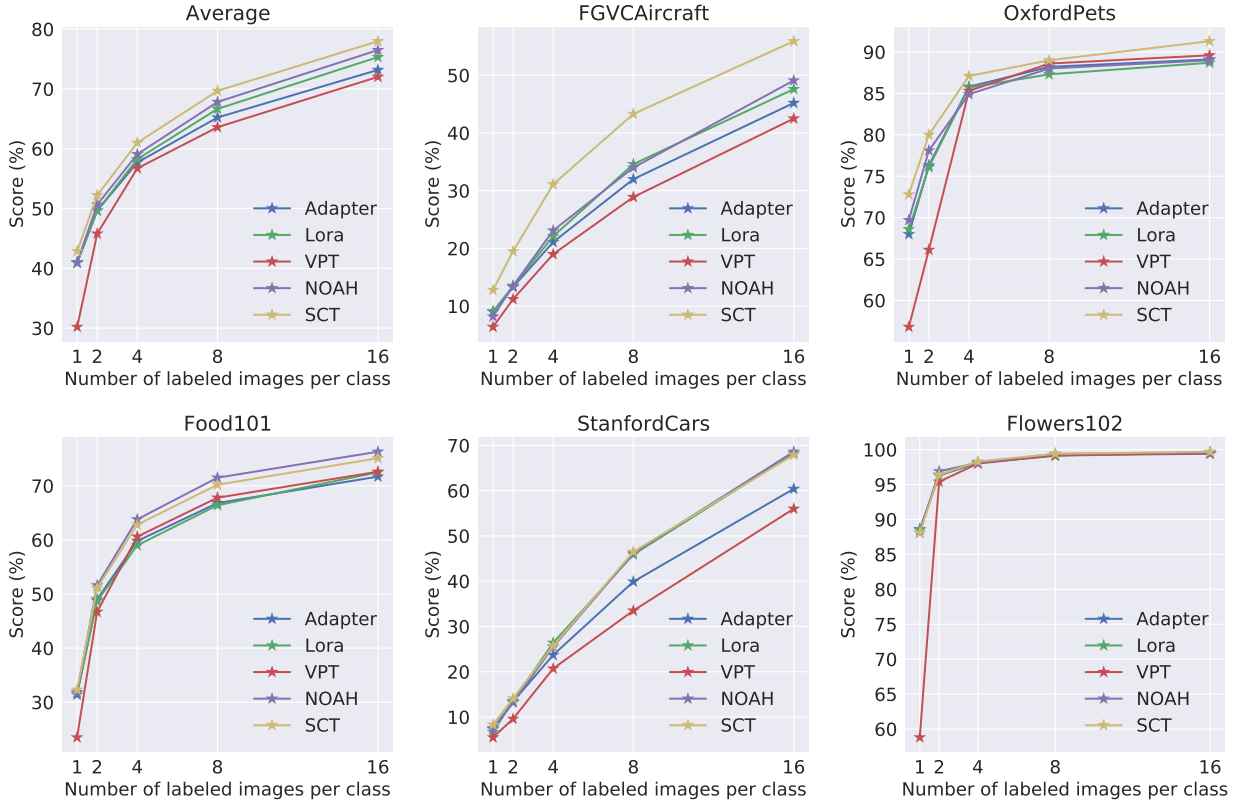 Average
80
70
60
50
40
30
Score (%)
Adapter
Lora
VPT
NOAH
SCT
1 2 4 8 16
Number of labeled images per class
FGVCAircraft
50
40
30
20
10
Score (%)
Adapter
Lora
VPT
NOAH
SCT
1 2 4 8 16
Number of labeled images per class
OxfordPets
90
85
80
75
70
65
60
Score (%)
Adapter
Lora
VPT
NOAH
SCT
1 2 4 8 16
Number of labeled images per class
Food101
70
60
50
40
30
Score (%)
Adapter
Lora
VPT
NOAH
SCT
1 2 4 8 16
Number of labeled images per class
StanfordCars
70
60
50
40
30
20
10
Score (%)
Adapter
Lora
VPT
NOAH
SCT
1 2 4 8 16
Number of labeled images per class
Flowers102
100
95
90
85
80
75
70
65
60
Score (%)
Adapter
Lora
VPT
NOAH
SCT
1 2 4 8 16
Number of labeled images per class